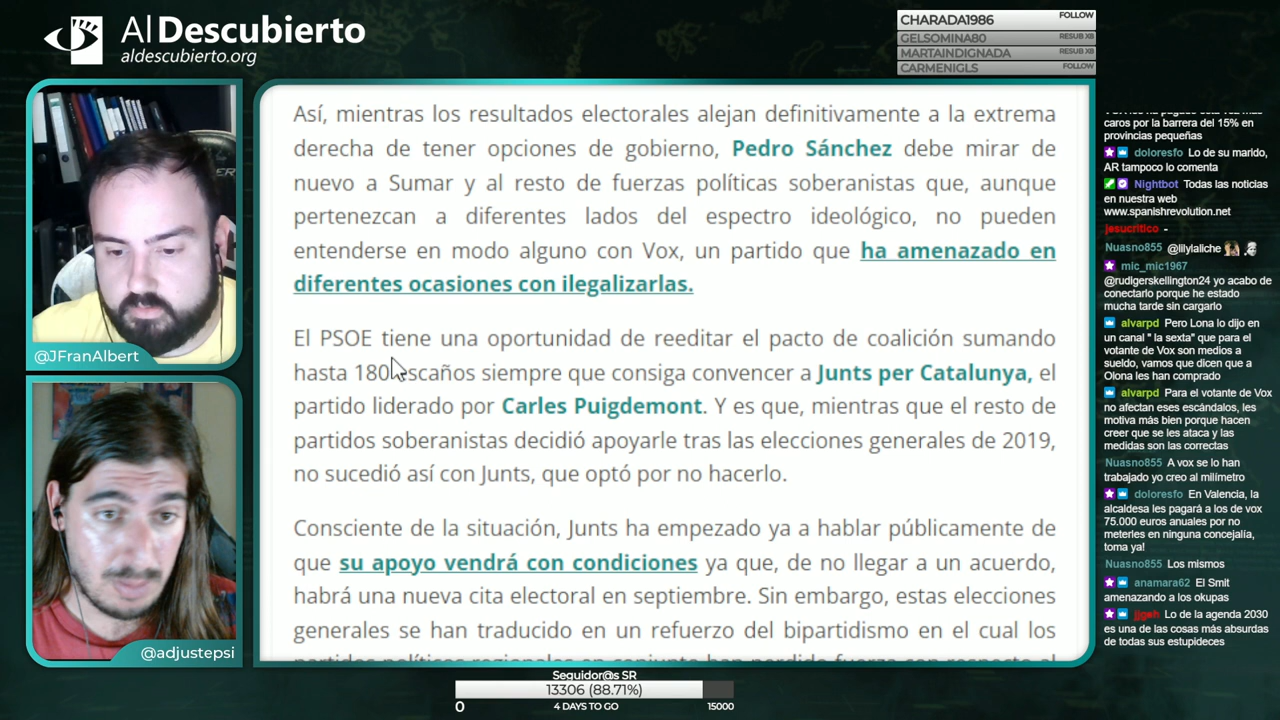 Al Descubierto
aldescubierto.org
CHARADA1986 FOLLOW
GELSOMINA80 RESUB X8
MARTAINDIGNADA RESUB X8
CARMENIGLS FOLLOW
@JFranAlbert
@adjustepsi
Así, mientras los resultados electorales alejan definitivamente a la extrema
derecha de tener opciones de gobierno, Pedro Sánchez debe mirar de
nuevo a Sumar y al resto de fuerzas políticas soberanistas que, aunque
pertenezcan a diferentes lados del espectro ideológico, no pueden
entenderse en modo alguno con Vox, un partido que ha amenazado en
diferentes ocasiones con ilegalizarlas.
El PSOE tiene una oportunidad de reeditar el pacto de coalición sumando
hasta 180 escaños siempre que consiga convencer a Junts per Catalunya, el
partido liderado por Carles Puigdemont. Y es que, mientras que el resto de
partidos soberanistas decidió apoyarle tras las elecciones generales de 2019,
no sucedió así con Junts, que optó por no hacerlo.
Consciente de la situación, Junts ha empezado ya a hablar públicamente de
que su apoyo vendrá con condiciones ya que, de no llegar a un acuerdo,
habrá una nueva cita electoral en septiembre. Sin embargo, estas elecciones
generales se han traducido en un refuerzo del bipartidismo en el cual los
caros por la barrera del 15% en
provincias pequeñas
doloresfo Lo de su marido,
AR tampoco lo comenta
Nightbot Todas las noticias
en nuestra web
www.spanishrevolution.net
jesucritico -
Nuasno855 @lilylaliche
mic_mic1967
@rudigerskellington24 yo acabo de
conectarlo porque he estado
mucha tarde sin cargarlo
alvarpd Pero Lona lo dijo en
un canal " la sexta" que para el
votante de Vox son medios a
sueldo, vamos que dicen que a
Olona les han comprado
alvarpd Para el votante de Vox
no afectan eses escándalos, les
motiva más bien porque hacen
creer que se les ataca y las
medidas son las correctas
Nuasno855 A vox se lo han
trabajado yo creo al milímetro
doloresfo En Valencia, la
alcaldesa les pagará a los de vox
75.000 euros anuales por no
meterles en ninguna concejalía,
toma ya!
Nuasno855 Los mismos
anamara62 El Smit
amenazando a los okupas
jjgeh Lo de la agenda 2030
es una de las cosas más absurdas
de todas sus estupideces
Seguidor@s SR
13306 (88.71%)
0 4 DAYS TO GO 15000